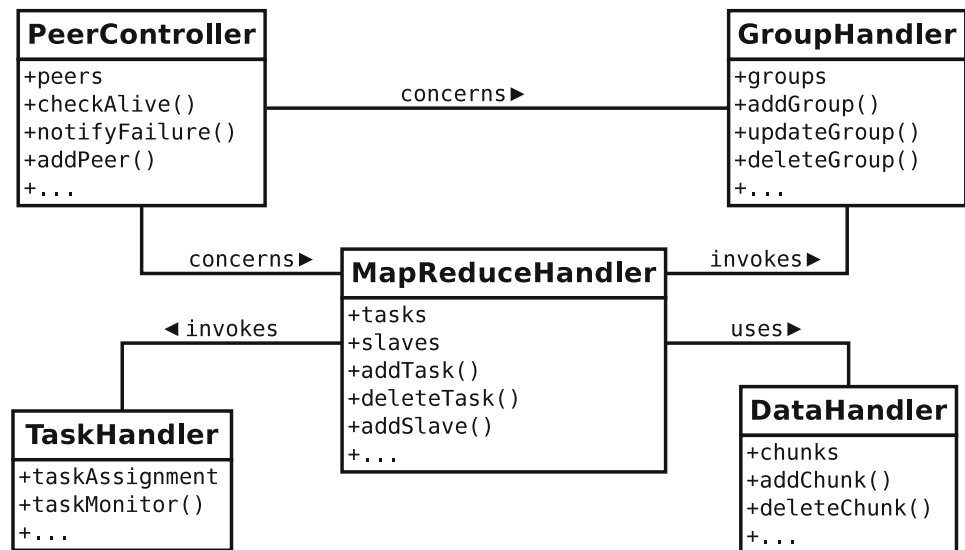 PeerController
+peers
+checkAlive()
+notifyFailure()
+addPeer()
+...
concerns►
GroupHandler
+groups
+addGroup()
+updateGroup()
+deleteGroup()
+...
concerns►
MapReduceHandler
+tasks
+slaves
+addTask()
+deleteTask()
+addSlave()
+...
invokes►
◄invokes
uses►
TaskHandler
+taskAssignment
+taskMonitor()
+...
DataHandler
+chunks
+addChunk()
+deleteChunk()
+...